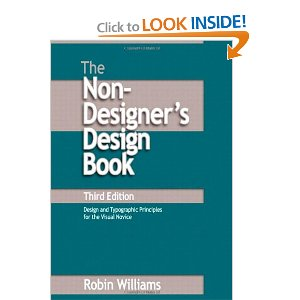 Click to LOOK INSIDE!
The
Non-
Designer's
Design
Book
Third Edition
Design and Typographic Principles
for the Visual Novice
Robin Williams